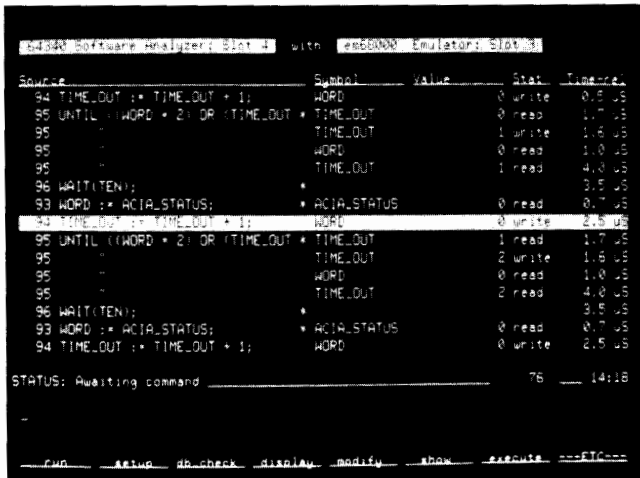 64340 Software Analyzer: Slot 4 with em68000 Emulator: Slot
Source Symbol Value Stat Time-rel
94 TIME_OUT := TIME_OUT + 1; WORD 0 write 0.5 uS
95 UNTIL ((WORD = 2) OR (TIME_OUT * TIME_OUT 0 read 1.7 uS
95 " TIME_OUT 1 write 1.6 uS
95 " WORD 0 read 1.0 uS
95 " TIME_OUT 1 read 4.0 uS
96 WAIT(TEN); * 3.5 uS
93 WORD := ACIA_STATUS; * ACIA_STATUS 0 read 0.7 uS
94 TIME_OUT := TIME_OUT + 1; WORD 0 write 2.5 uS
95 UNTIL ((WORD = 2) OR (TIME_OUT * TIME_OUT 1 read 1.7 uS
95 " TIME_OUT 2 write 1.6 uS
95 " WORD 0 read 1.0 uS
95 " TIME_OUT 2 read 4.0 uS
96 WAIT(TEN); * 3.5 uS
93 WORD := ACIA_STATUS; * ACIA_STATUS 0 read 0.7 uS
94 TIME_OUT := TIME_OUT + 1; WORD 0 write 2.5 uS
STATUS: Awaiting command 76 14:18
run setup db_check display modify show execute ---ETC---